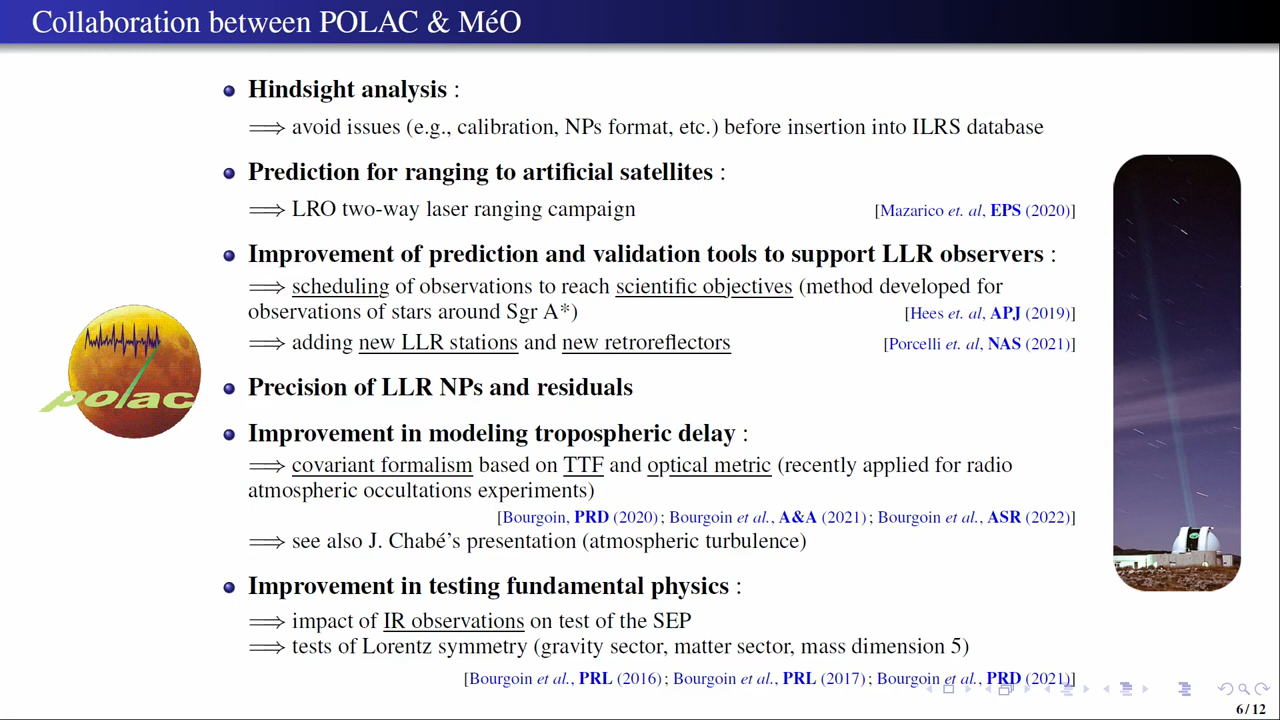 Collaboration between POLAC & MéO
Hindsight analysis :
⟹ avoid issues (e.g., calibration, NPs format, etc.) before insertion into ILRS database
Prediction for ranging to artificial satellites :
⟹ LRO two-way laser ranging campaign [Mazarico et. al, EPS (2020)]
Improvement of prediction and validation tools to support LLR observers :
⟹ scheduling of observations to reach scientific objectives (method developed for
observations of stars around Sgr A*) [Hees et. al, APJ (2019)]
⟹ adding new LLR stations and new retroreflectors [Porcelli et. al, NAS (2021)]
polac
Precision of LLR NPs and residuals
Improvement in modeling tropospheric delay :
⟹ covariant formalism based on TTF and optical metric (recently applied for radio
atmospheric occultations experiments)
[Bourgoin, PRD (2020) ; Bourgoin et al., A&A (2021) ; Bourgoin et al., ASR (2022)]
⟹ see also J. Chabé's presentation (atmospheric turbulence)
Improvement in testing fundamental physics :
⟹ impact of IR observations on test of the SEP
⟹ tests of Lorentz symmetry (gravity sector, matter sector, mass dimension 5)
[Bourgoin et al., PRL (2016) ; Bourgoin et al., PRL (2017) ; Bourgoin et al., PRD (2021)]
6 / 12